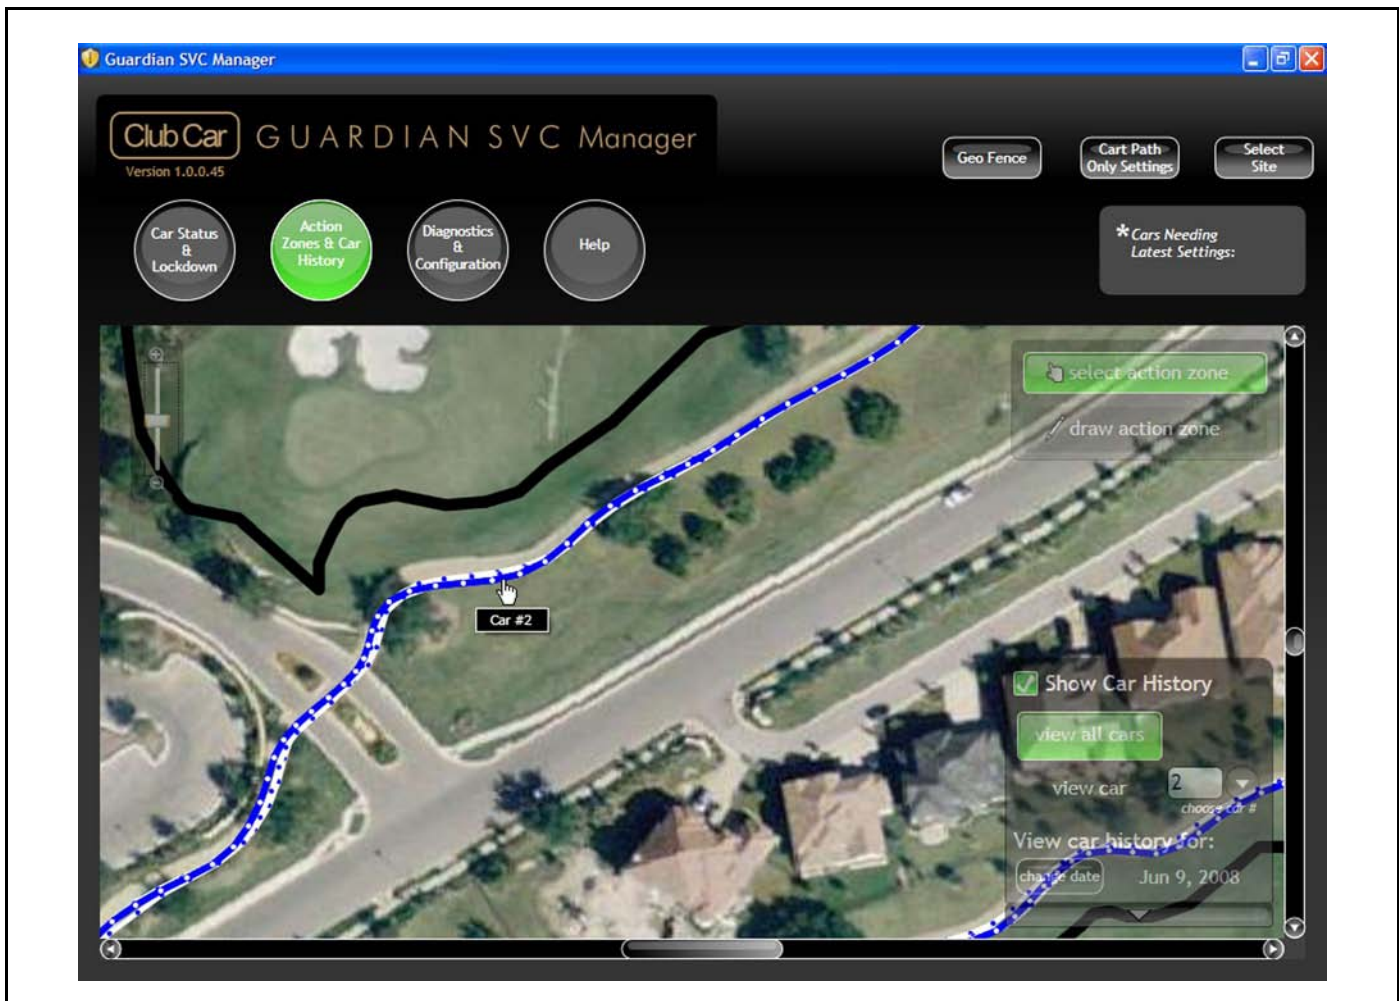 Guardian SVC Manager
Club Car GUARDIAN SVC Manager
Version 1.0.0.45
Geo Fence
Cart Path
Only Settings
Select
Site
Car Status
&
Lockdown
Action
Zones & Car
History
Diagnostics
&
Configuration
Help
*Cars Needing
Latest Settings:
select action zone
draw action zone
Car #2
Show Car History
view all cars
view car 2
choose car #
View car history for:
change date Jun 9, 2008